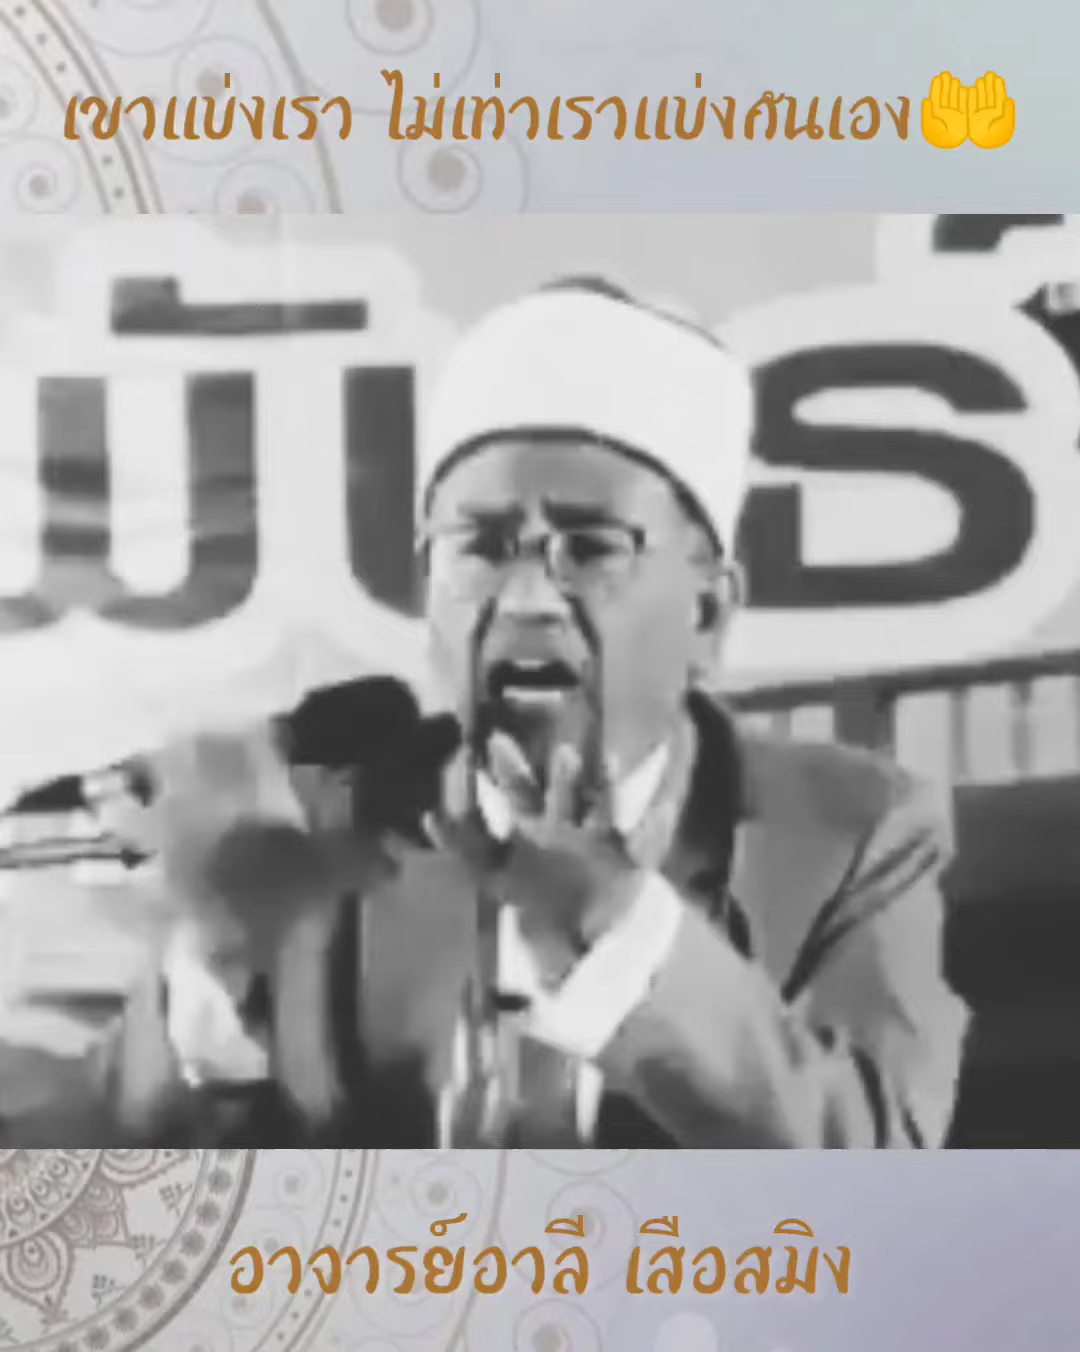 เขาแบ่งเรา ไม่เท่าเราแบ่งกันเอง🤲
อาจารย์อาลี เสือสมิง